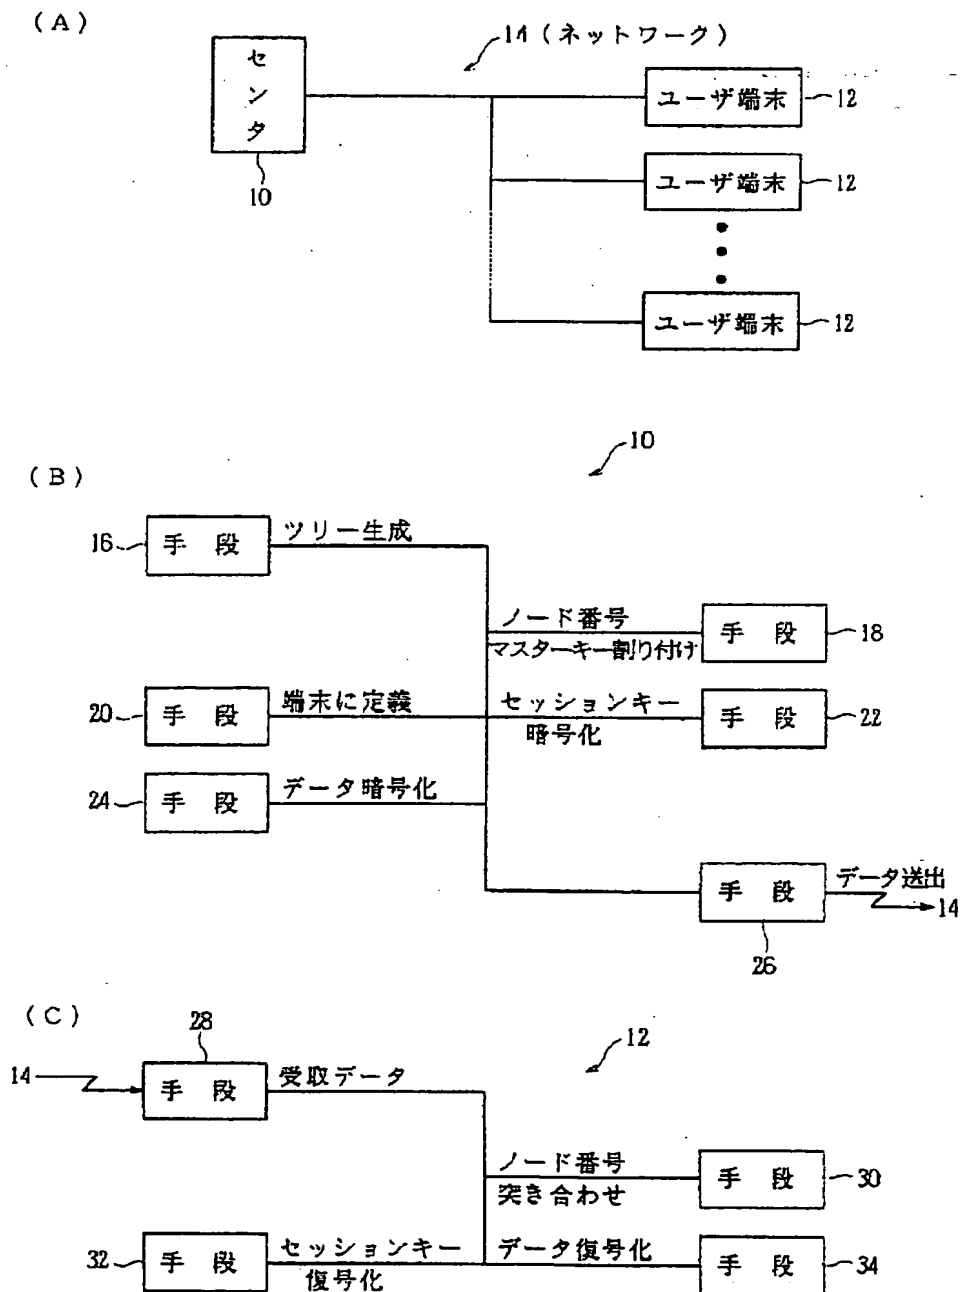 (A)
14(ネットワーク)
センタ
10
ユーザ端末
12
ユーザ端末
12
ユーザ端末
12
10
(B)
16
手 段
ツリー生成
ノード番号
マスターキー割り付け
手 段
18
20
手 段
端末に定義
セッションキー
暗号化
手 段
22
24
手 段
データ暗号化
手 段
26
データ送出
14
(C)
28
12
14
手 段
受取データ
ノード番号
突き合わせ
手 段
30
32
手 段
セッションキー
復号化
データ復号化
手 段
34